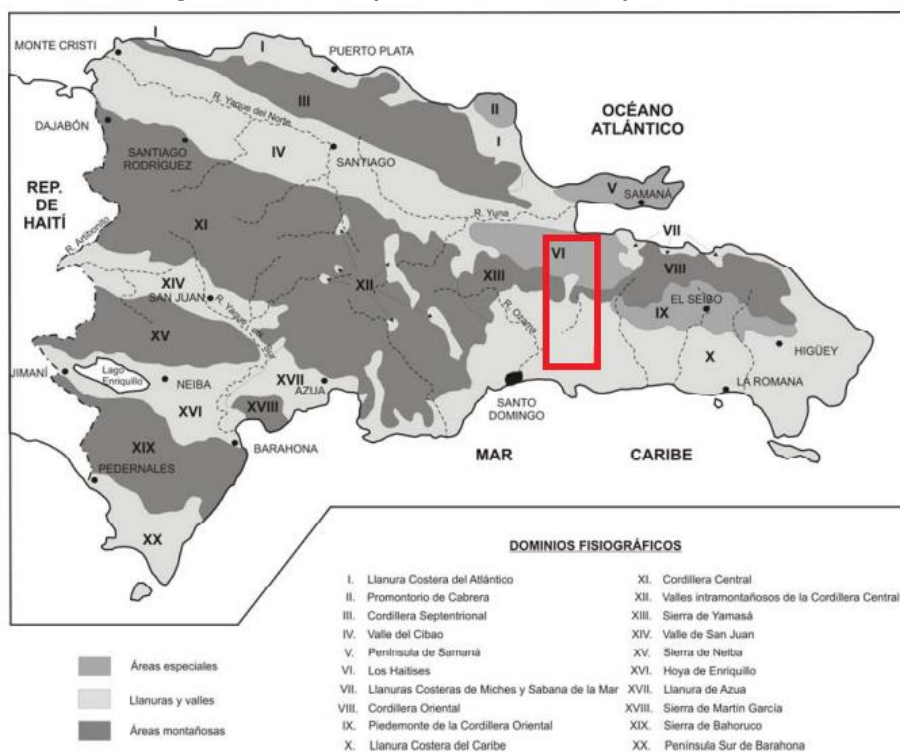 I
I
MONTE CRISTI
PUERTO PLATA
III
II
OCÉANO
ATLÁNTICO
R. Yaque del Norte
DAJABÓN
I
SANTIAGO
RODRÍGUEZ
IV
SANTIAGO
REP.
DE
HAITÍ
V
SAMANÁ
R. Yuna
VII
XI
VI
R. Artibonito
XIII
VIII
XII
XIV
SAN JUAN
EL SEIBO
IX
R. Ozama
R. Yaque del Sur
XV
X
HIGÜEY
JIMANÍ
Lago
Enriquillo
NEIBA
XVII
AZUA
LA ROMANA
SANTO
DOMINGO
XVI
XVIII
XIX
BARAHONA
MAR
CARIBE
PEDERNALES
XX
DOMINIOS FISIOGRÁFICOS
I. Llanura Costera del Atlántico
II. Promontorio de Cabrera
III. Cordillera Septentrional
IV. Valle del Cibao
V. Península de Samaná
VI. Los Haitises
VII. Llanuras Costeras de Miches y Sabana de la Mar
VIII. Cordillera Oriental
IX. Piedemonte de la Cordillera Oriental
X. Llanura Costera del Caribe
XI. Cordillera Central
XII. Valles intramontañosos de la Cordillera Central
XIII. Sierra de Yamasá
XIV. Valle de San Juan
XV. Sierra de Neiba
XVI. Hoya de Enriquillo
XVII. Llanura de Azua
XVIII. Sierra de Martín García
XIX. Sierra de Bahoruco
XX. Península Sur de Barahona
Áreas especiales
Llanuras y valles
Áreas montañosas